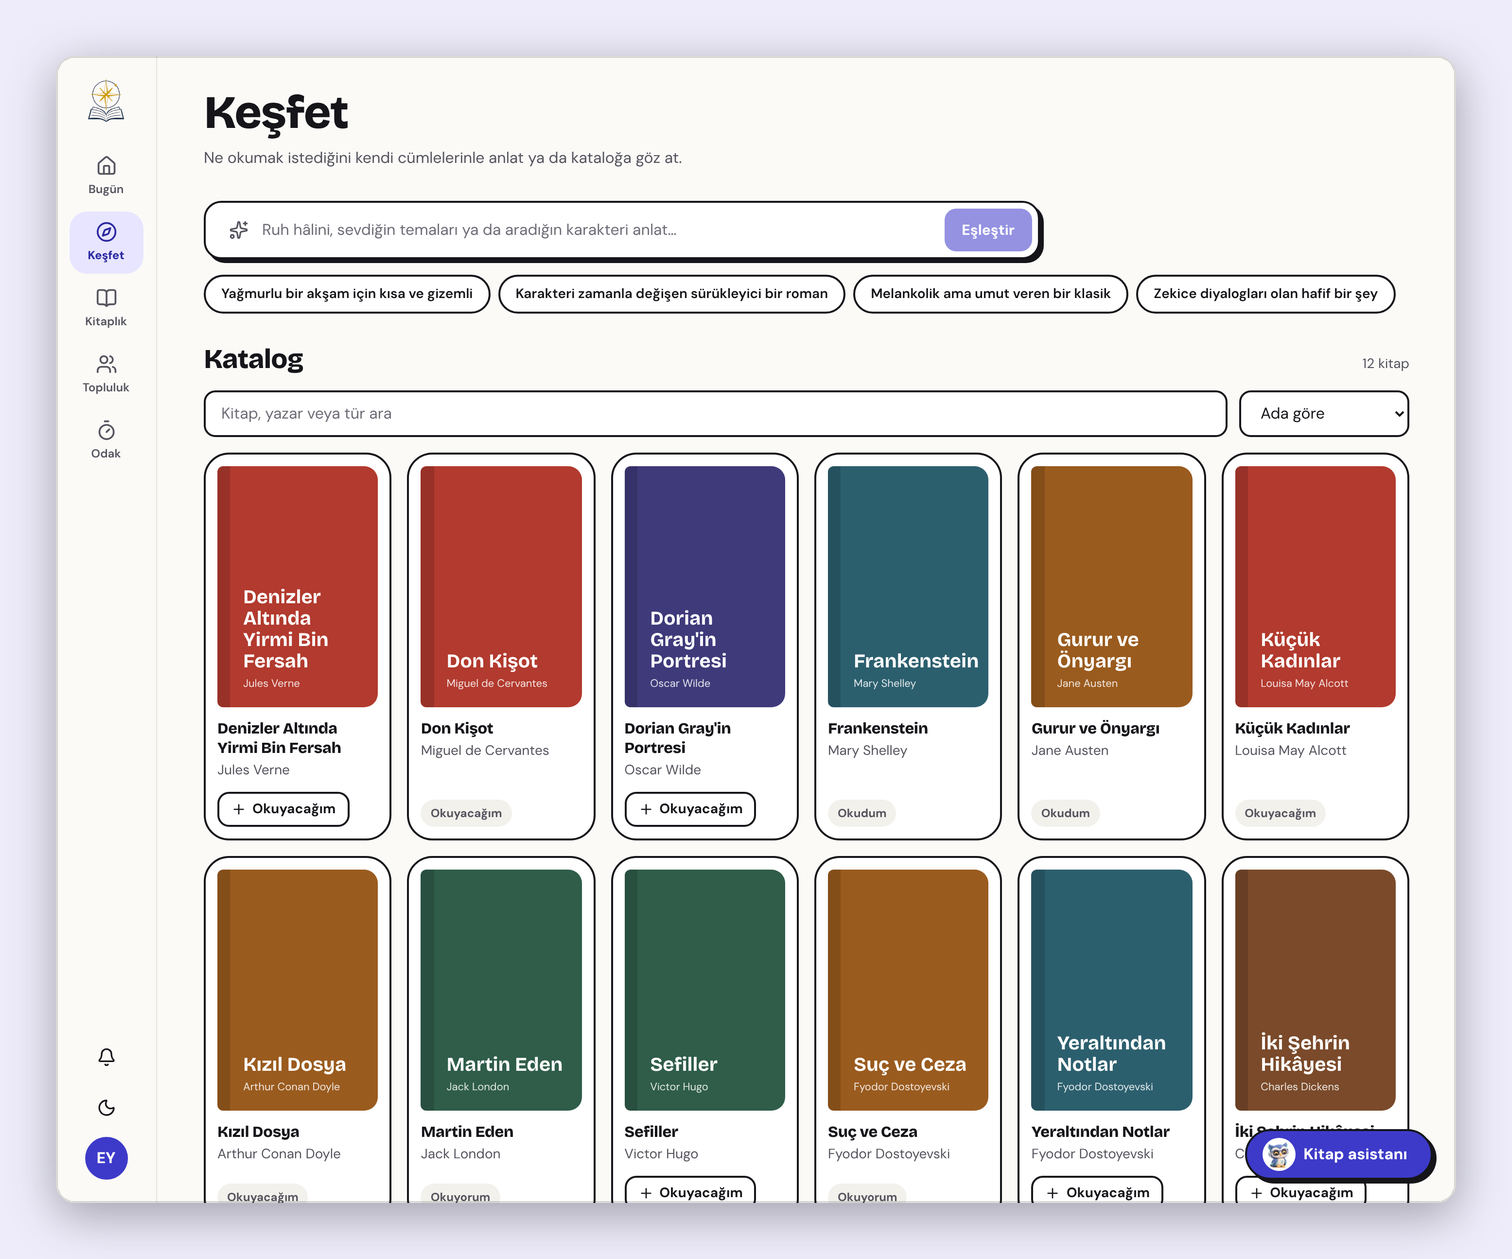 Keşfet
Ne okumak istediğini kendi cümlelerinle anlat ya da kataloğa göz at.
Bugün
Keşfet
Kitaplık
Topluluk
Odak
EY
Ruh hâlini, sevdiğin temaları ya da aradığın karakteri anlat...
Eşleştir
Yağmurlu bir akşam için kısa ve gizemli
Karakteri zamanla değişen sürükleyici bir roman
Melankolik ama umut veren bir klasik
Zekice diyalogları olan hafif bir şey
Katalog
12 kitap
Kitap, yazar veya tür ara
Ada göre
Denizler
Altında
Yirmi Bin
Fersah
Jules Verne
Denizler Altında
Yirmi Bin Fersah
Jules Verne
+ Okuyacağım
Don Kişot
Miguel de Cervantes
Don Kişot
Miguel de Cervantes
Okuyacağım
Dorian
Gray'in
Portresi
Oscar Wilde
Dorian Gray'in
Portresi
Oscar Wilde
+ Okuyacağım
Frankenstein
Mary Shelley
Frankenstein
Mary Shelley
Okudum
Gurur ve
Önyargı
Jane Austen
Gurur ve Önyargı
Jane Austen
Okudum
Küçük
Kadınlar
Louisa May Alcott
Küçük Kadınlar
Louisa May Alcott
Okuyacağım
Kızıl Dosya
Arthur Conan Doyle
Kızıl Dosya
Arthur Conan Doyle
Okuyacağım
Martin Eden
Jack London
Martin Eden
Jack London
Okuyorum
Sefiller
Victor Hugo
Sefiller
Victor Hugo
+ Okuyacağım
Suç ve Ceza
Fyodor Dostoyevski
Suç ve Ceza
Fyodor Dostoyevski
Okuyorum
Yeraltından
Notlar
Fyodor Dostoyevski
Yeraltından Notlar
Fyodor Dostoyevski
+ Okuyacağım
İki Şehrin
Hikâyesi
Charles Dickens
İki Şehrin Hikâyesi
+ Okuyacağım
Kitap asistanı